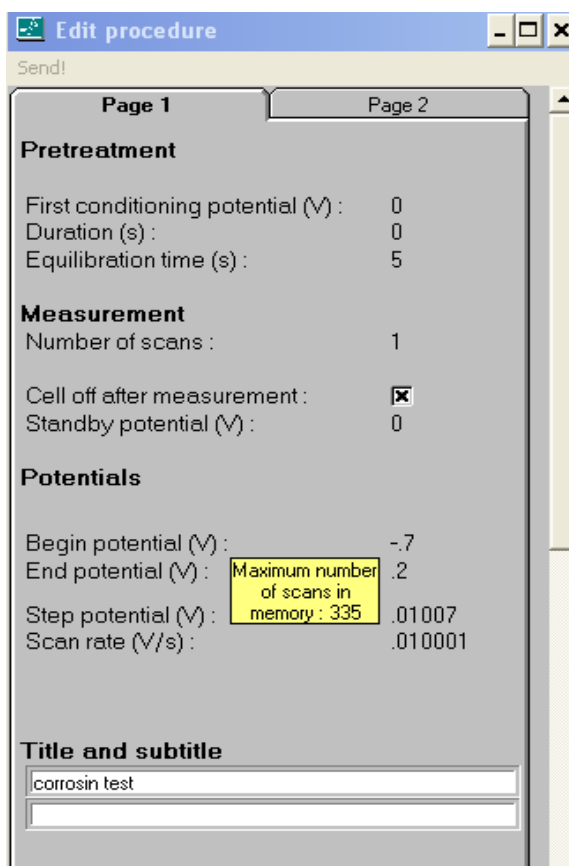 Edit procedure
Send!
Page 1 Page 2
Pretreatment
First conditioning potential (V) : 0
Duration (s) : 0
Equilibration time (s) : 5
Measurement
Number of scans : 1
Cell off after measurement :
Standby potential (V) : 0
Potentials
Begin potential (V) : -.7
End potential (V) : .2
Maximum number
of scans in
memory : 335
Step potential (V) : .01007
Scan rate (V/s) : .010001
Title and subtitle
corrosin test